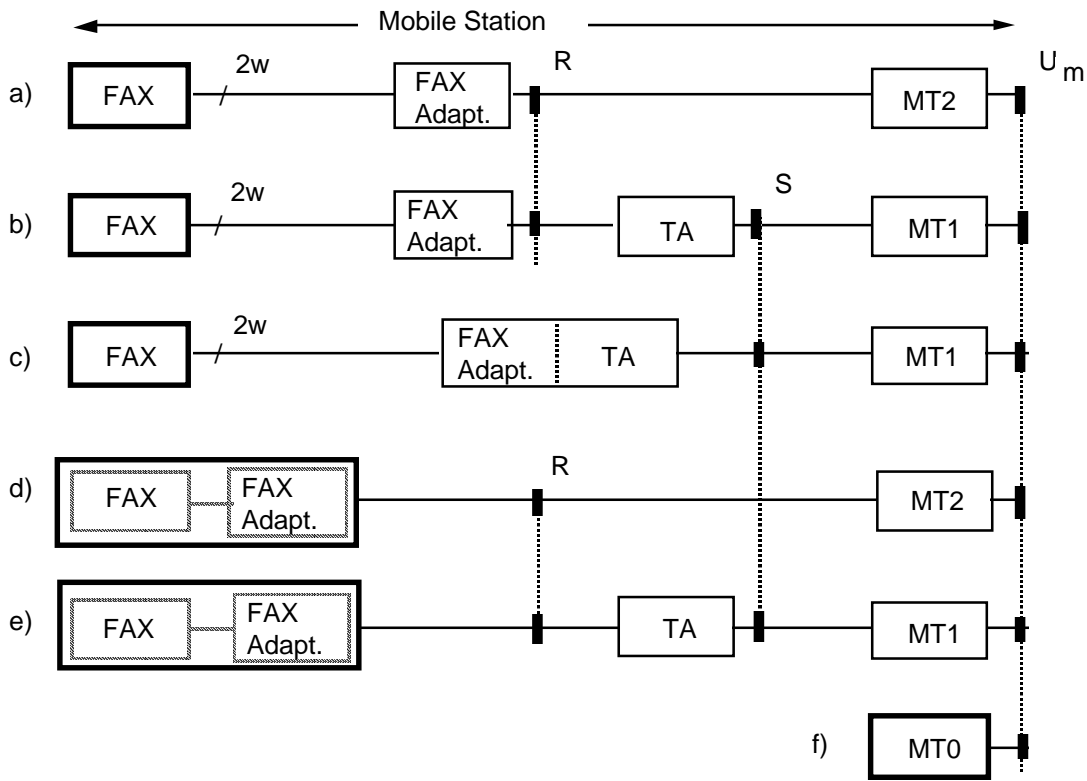 Mobile Station
a) FAX 2w FAX Adapt. R MT2 U m
b) FAX 2w FAX Adapt. TA S MT1
c) FAX 2w FAX Adapt. TA MT1
d) FAX FAX Adapt. R MT2
e) FAX FAX Adapt. TA MT1
f) MT0